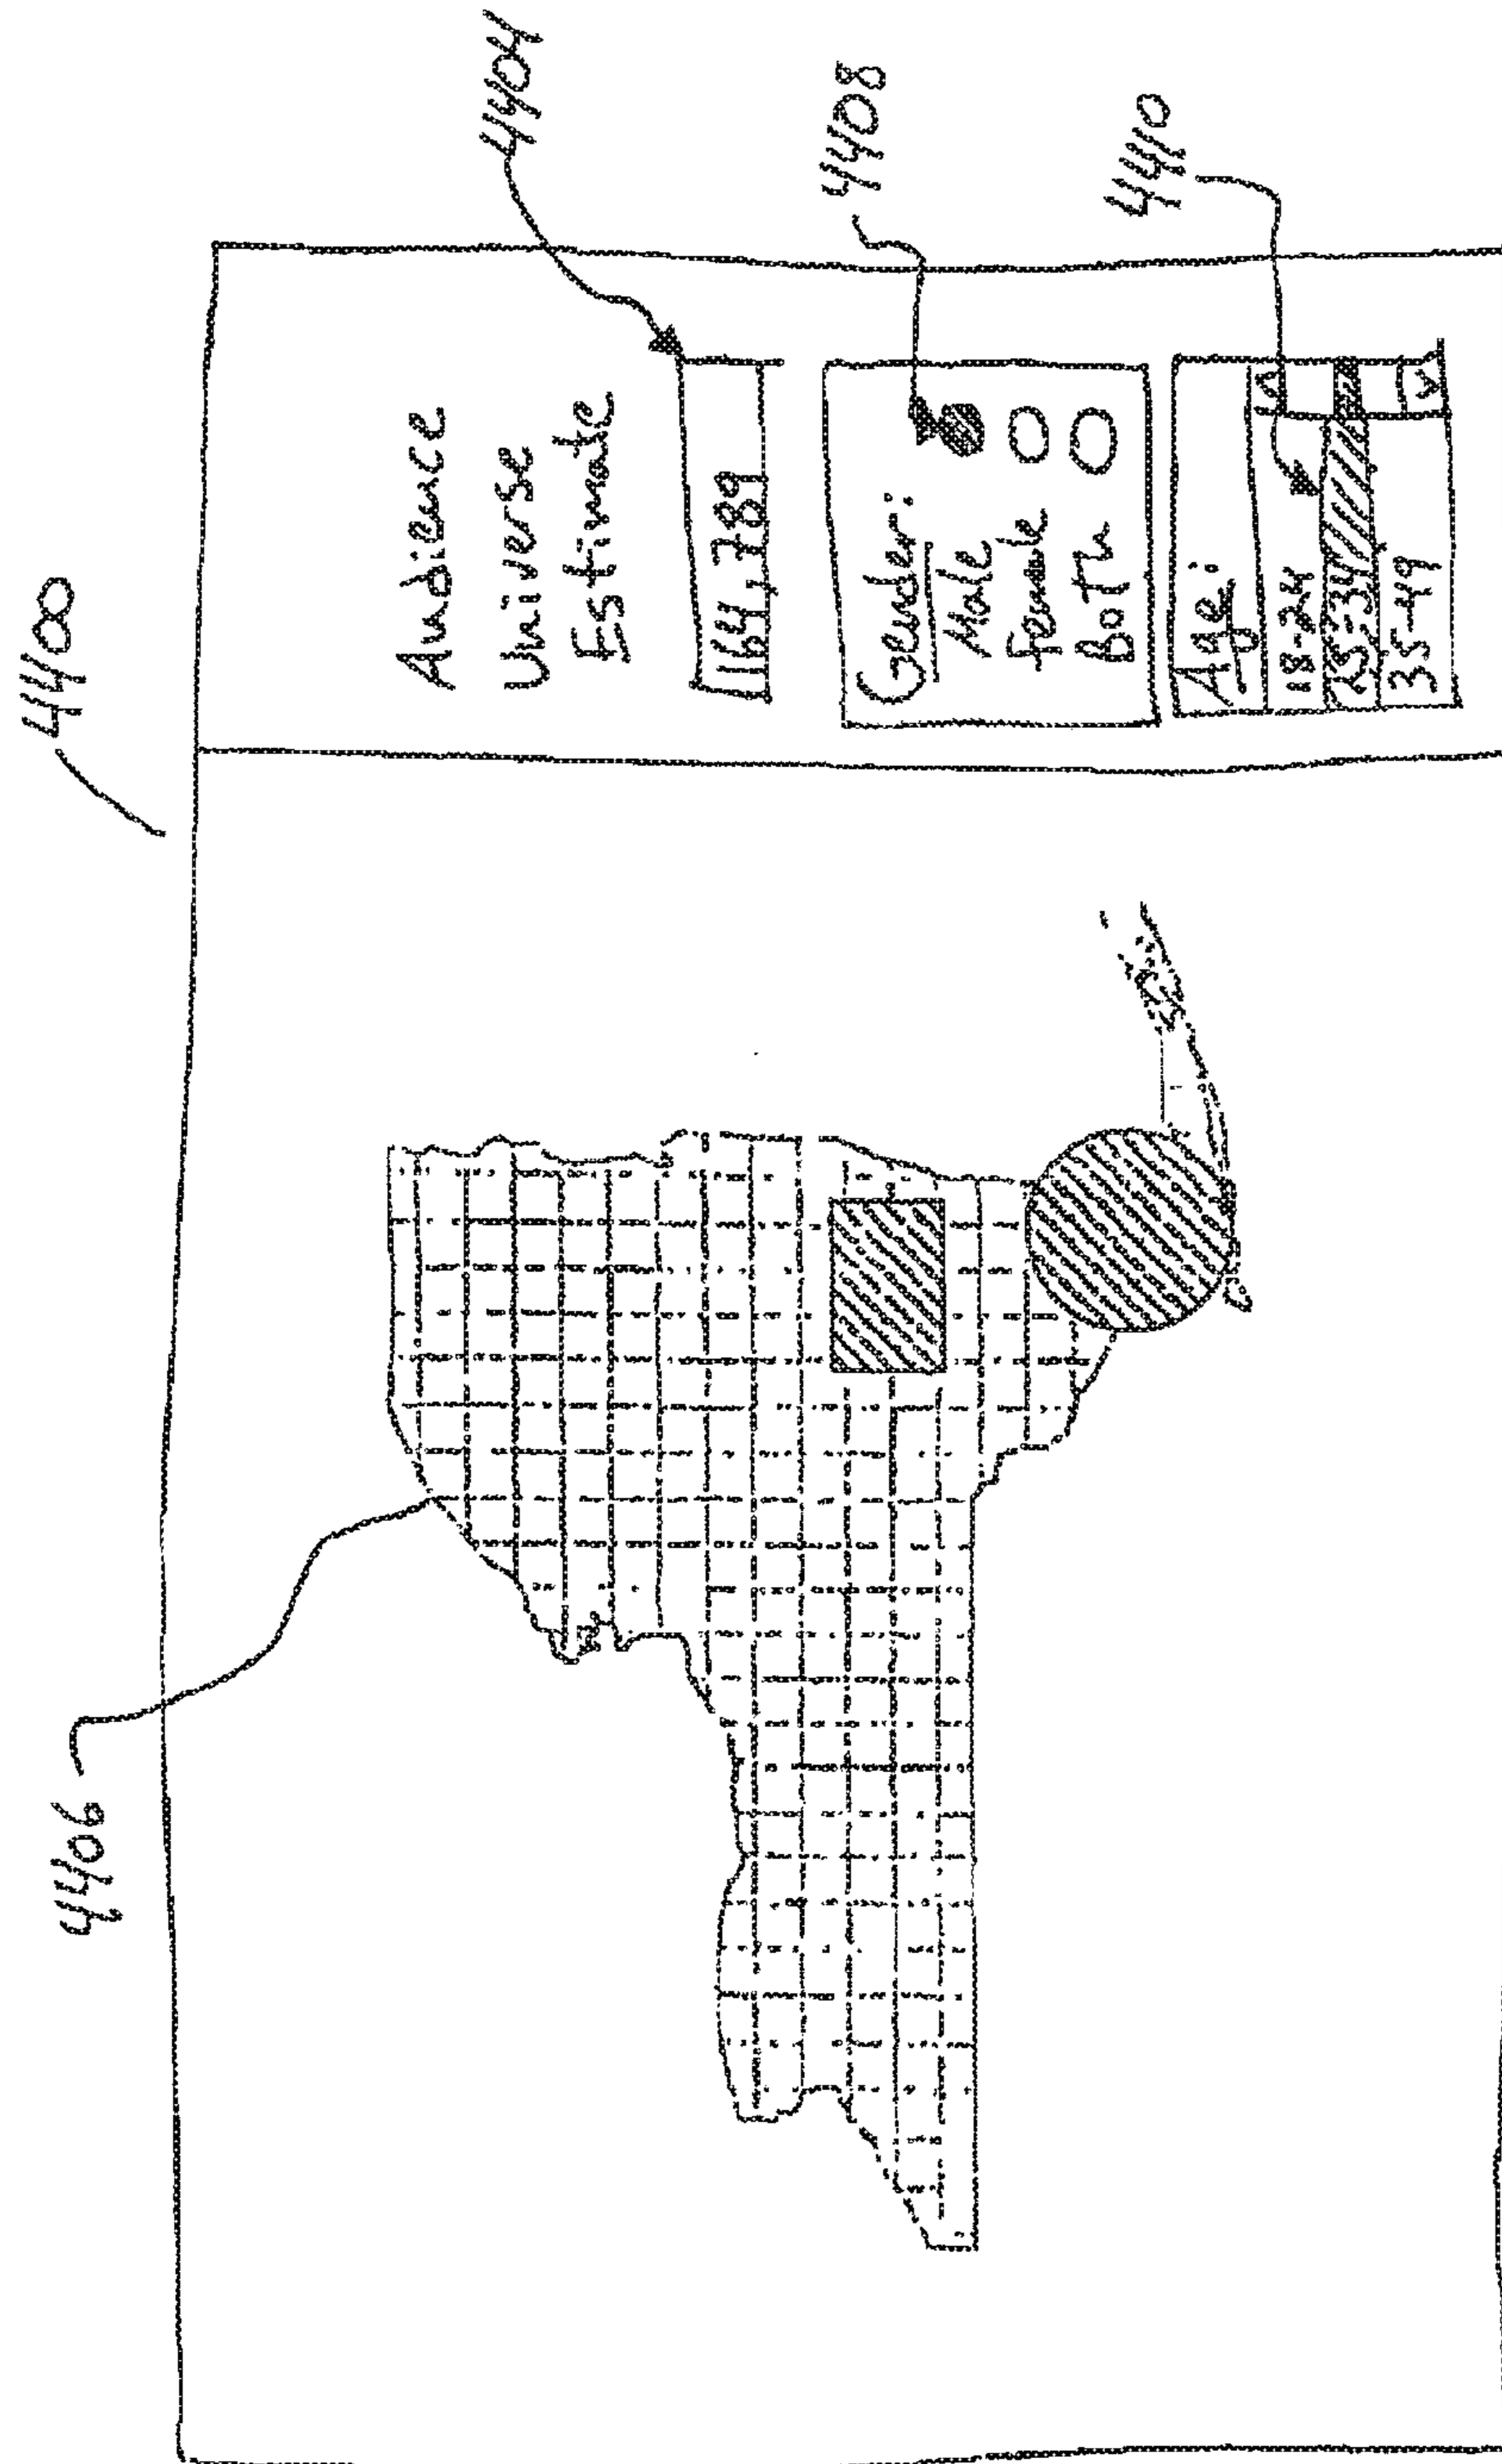 4400
4406
4404
Audience
Universe
Estimate
164,789
4408
Gender:
Male
Female
Both
4410
Age:
18-24
25-34
35-49